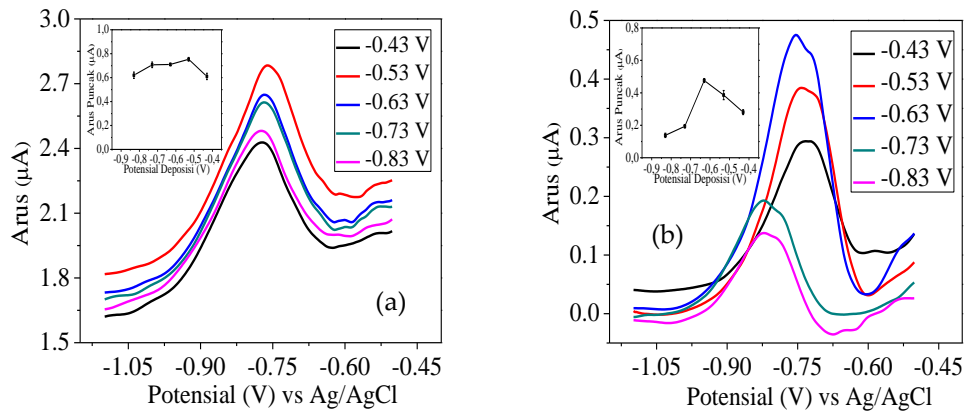 3.0
2.7
2.4
2.1
1.8
1.5
Arus (µA)
-1.05 -0.90 -0.75 -0.60 -0.45
Potensial (V) vs Ag/AgCl
(a)
-0.43 V
-0.53 V
-0.63 V
-0.73 V
-0.83 V
1,0
0,8
0,6
0,4
0,2
0,0
Arus Puncak (µA)
-0,9 -0,8 -0,7 -0,6 -0,5 -0,4
Potensial Deposisi (V)
0.5
0.4
0.3
0.2
0.1
0.0
Arus (µA)
-1.05 -0.90 -0.75 -0.60 -0.45
Potensial (V) vs Ag/AgCl
(b)
-0.43 V
-0.53 V
-0.63 V
-0.73 V
-0.83 V
0,8
0,6
0,4
0,2
0,0
Arus Puncak (µA)
-0.9 -0.8 -0.7 -0.6 -0.5 -0.4
Potensial Deposisi (V)